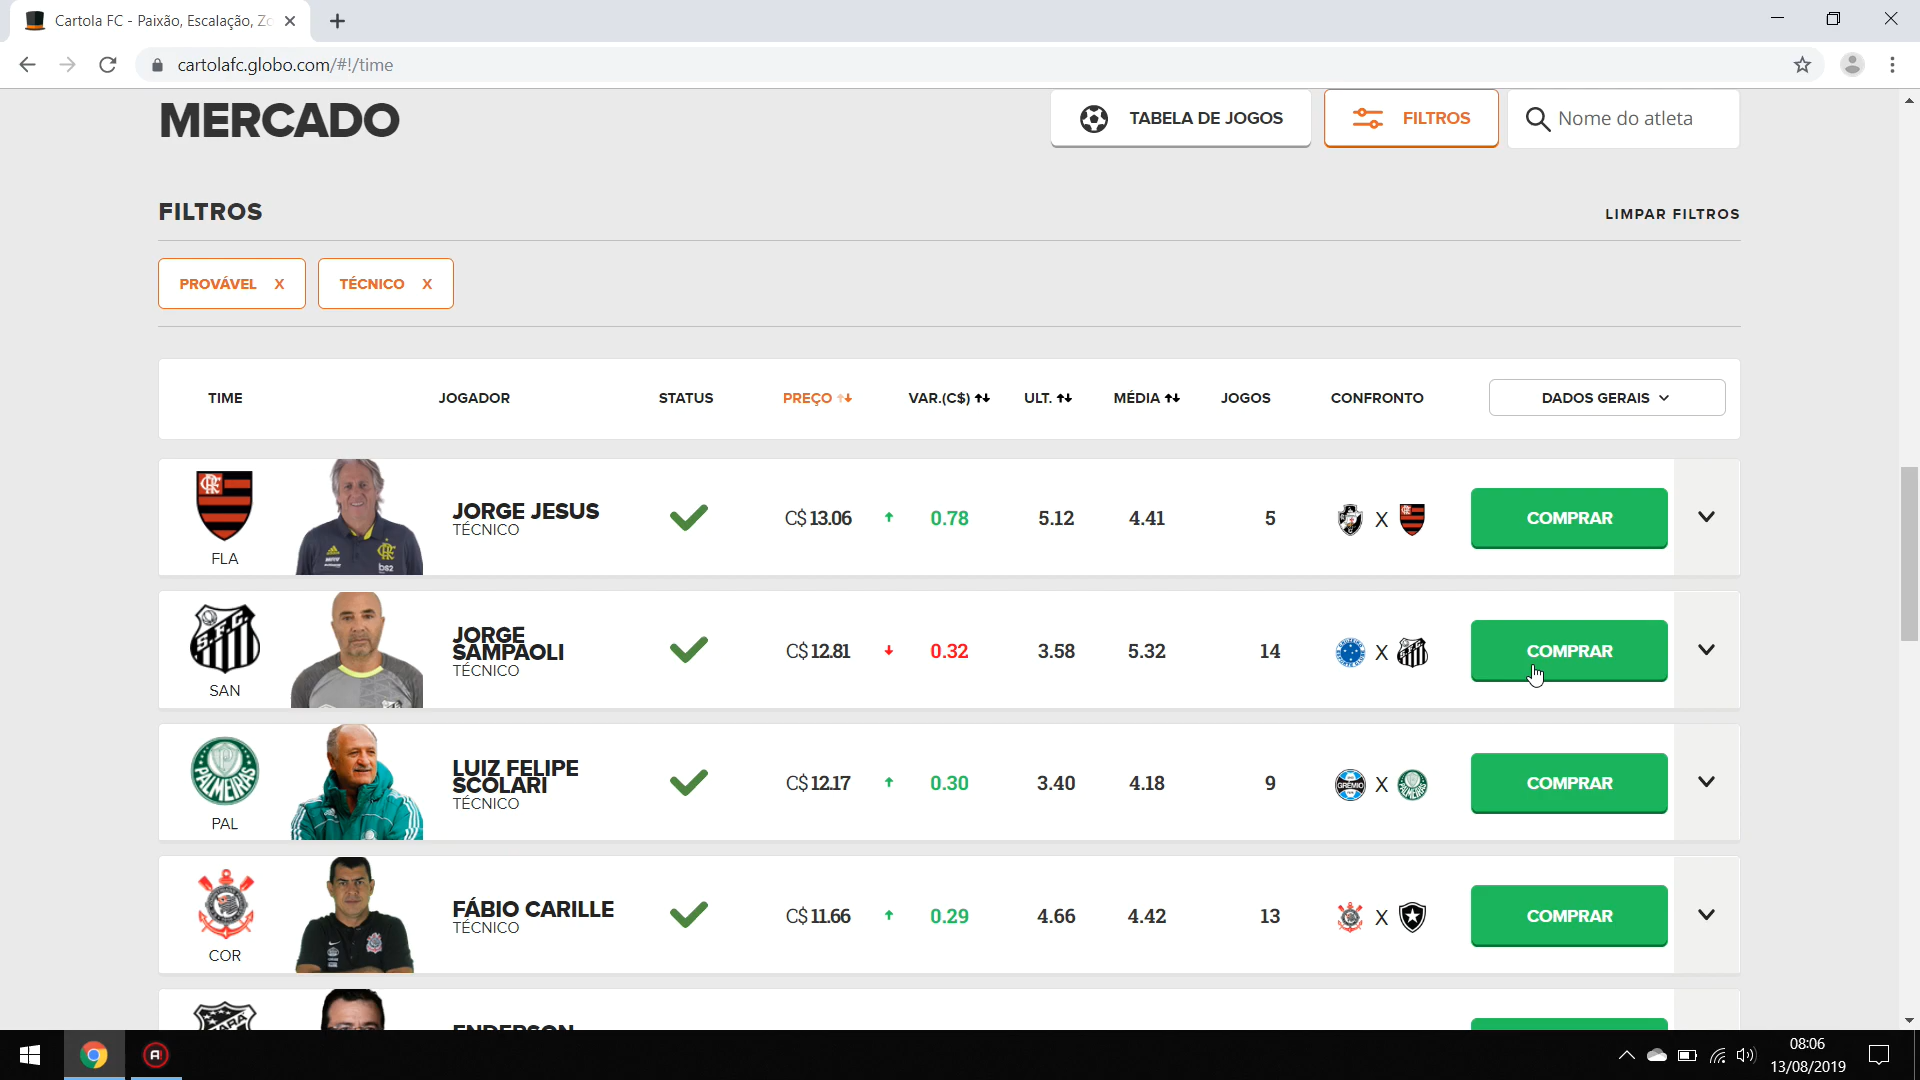 Cartola FC - Paixão, Escalação, Zo
cartolafc.globo.com/#!/time
MERCADO
TABELA DE JOGOS
FILTROS
Nome do atleta
FILTROS
LIMPAR FILTROS
PROVÁVEL X
TÉCNICO X
TIME JOGADOR STATUS PREÇO VAR.(C$) ULT. MÉDIA JOGOS CONFRONTO DADOS GERAIS
FLA
JORGE JESUS
TÉCNICO
C$ 13.06 0.78 5.12 4.41 5 X COMPRAR
SAN
JORGE
SAMPAOLI
TÉCNICO
C$ 12.81 0.32 3.58 5.32 14 X COMPRAR
PALMEIRAS
PAL
LUIZ FELIPE
SCOLARI
TÉCNICO
C$ 12.17 0.30 3.40 4.18 9 GRÊMIO X COMPRAR
COR
FÁBIO CARILLE
TÉCNICO
C$ 11.66 0.29 4.66 4.42 13 X COMPRAR
ENDERSON
08:06
13/08/2019